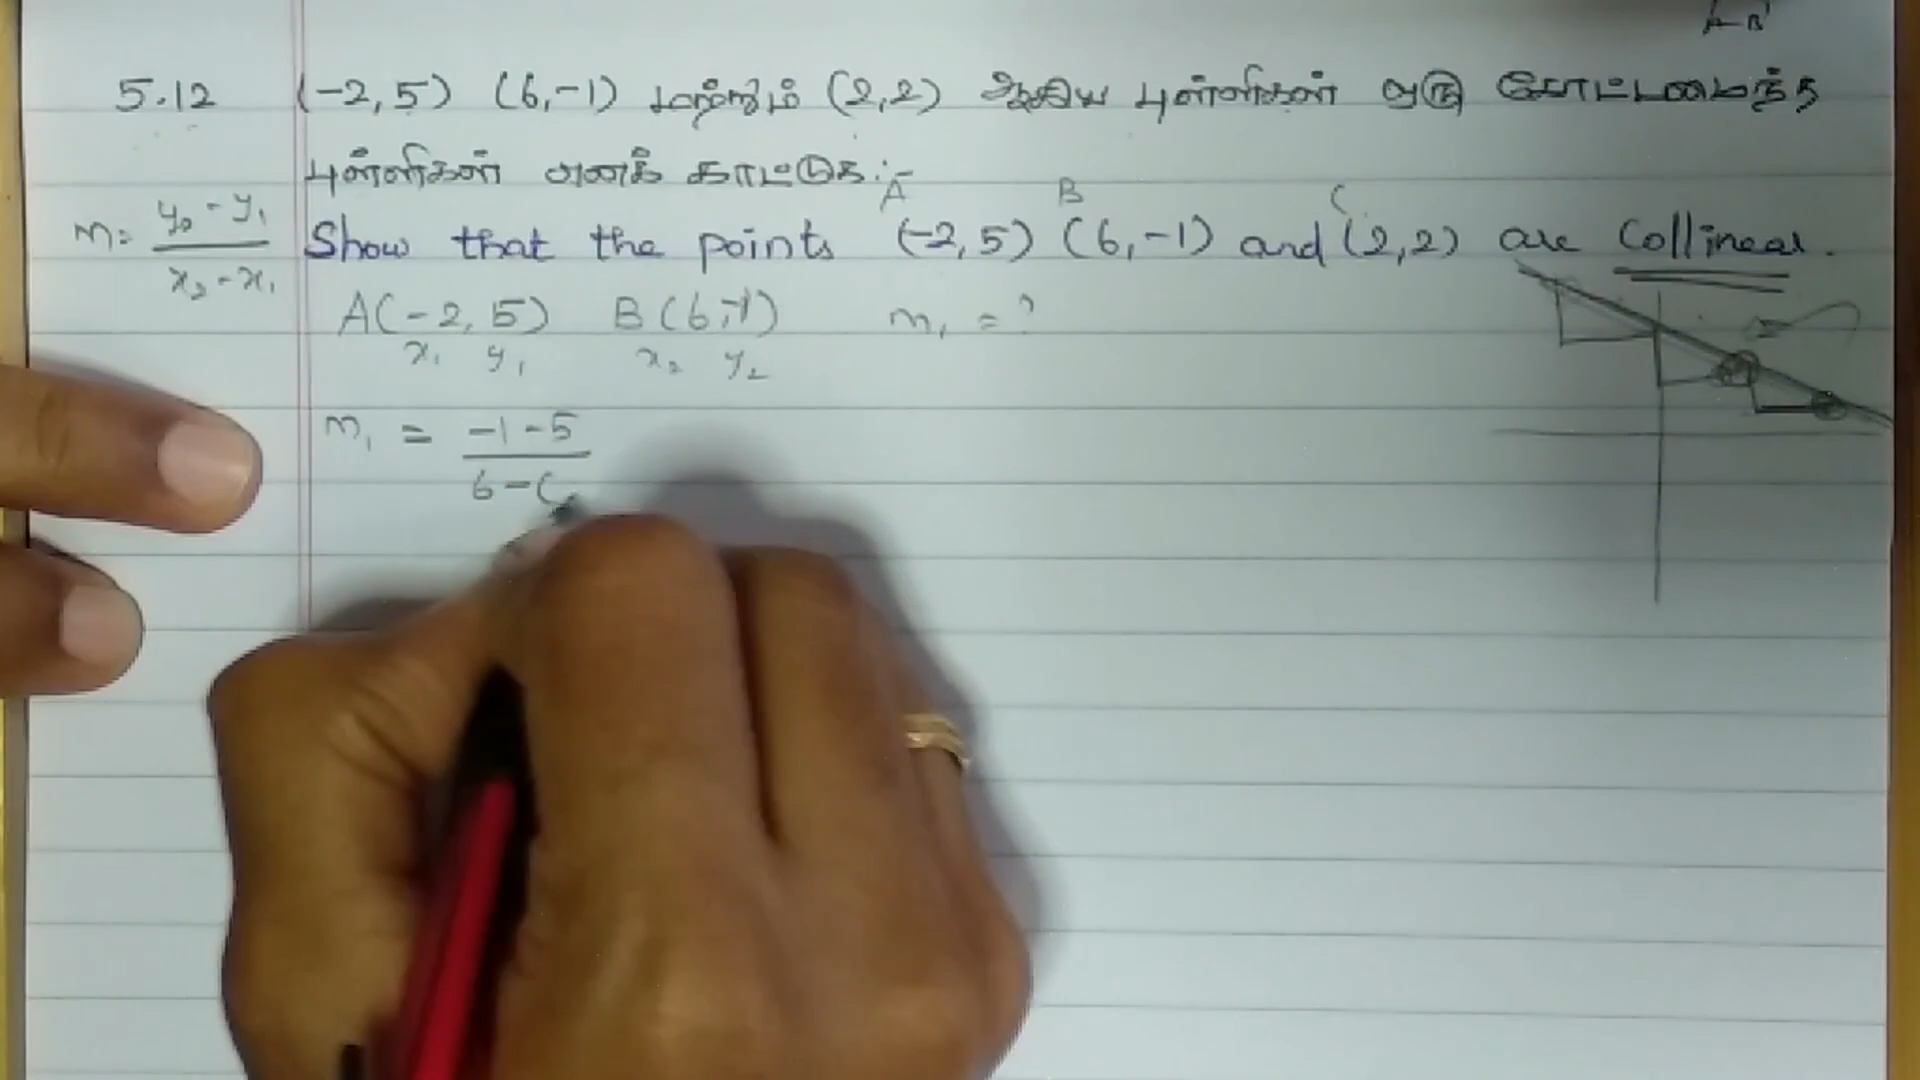 5.12 (-2,5) (6,-1) மற்றும் (2,2) ஆகிய புள்ளிகள் ஒரு கோட்டமைந்த
புள்ளிகள் எனக் காட்டுக.
A B C
Show that the points (-2,5) (6,-1) and (2,2) are Collinear.
m = y₂ - y₁ / x₂ - x₁
A(-2, 5) B(6,-1) m₁ = ?
x₁ y₁ x₂ y₂
m₁ = -1-5 / 6-(